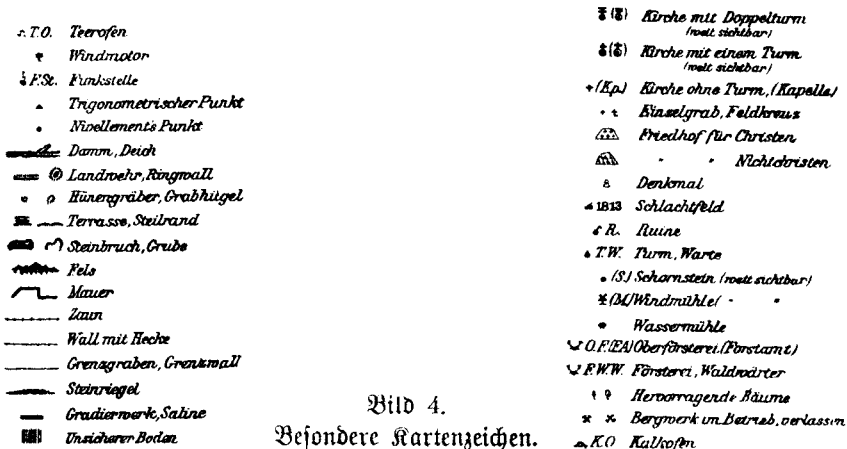 T.O. Teerofen
Windmotor
F.St. Funkstelle
Trigonometrischer Punkt
Nivellements Punkt
Damm, Deich
Landwehr, Ringwall
Hünengräber, Grabhügel
Terrasse, Steilrand
Steinbruch, Grube
Fels
Mauer
Zaun
Wall mit Hecke
Grenzgraben, Grenzwall
Steinriegel
Gradierwerk, Saline
Unsicherer Boden
Bild 4.
Besondere Kartenzeichen.
Kirche mit Doppelturm
(weit sichtbar)
Kirche mit einem Turm
(weit sichtbar)
(Kp.) Kirche ohne Turm, (Kapelle)
Einzelgrab, Feldkreuz
Friedhof für Christen
" " Nichtchristen
Denkmal
1813 Schlachtfeld
R. Ruine
T.W. Turm, Warte
(S.) Schornstein (weit sichtbar)
(M) Windmühle ( " "
Wassermühle
O.F. (FA) Oberförsterei (Forstamt)
F.W.W. Försterei, Waldwärter
Hervorragende Bäume
Bergwerk im Betrieb, verlassen
K.O Kalkofen